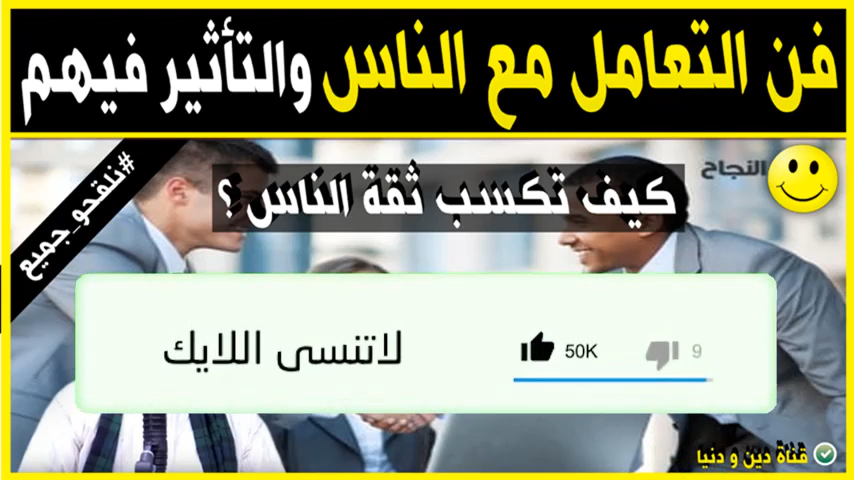 فن التعامل مع الناس والتأثير فيهم
النجاح
كيف تكسب ثقة الناس ؟
#نلقحو_جميع
لاتنسى اللايك
50K
9
قناة دين و دنيا